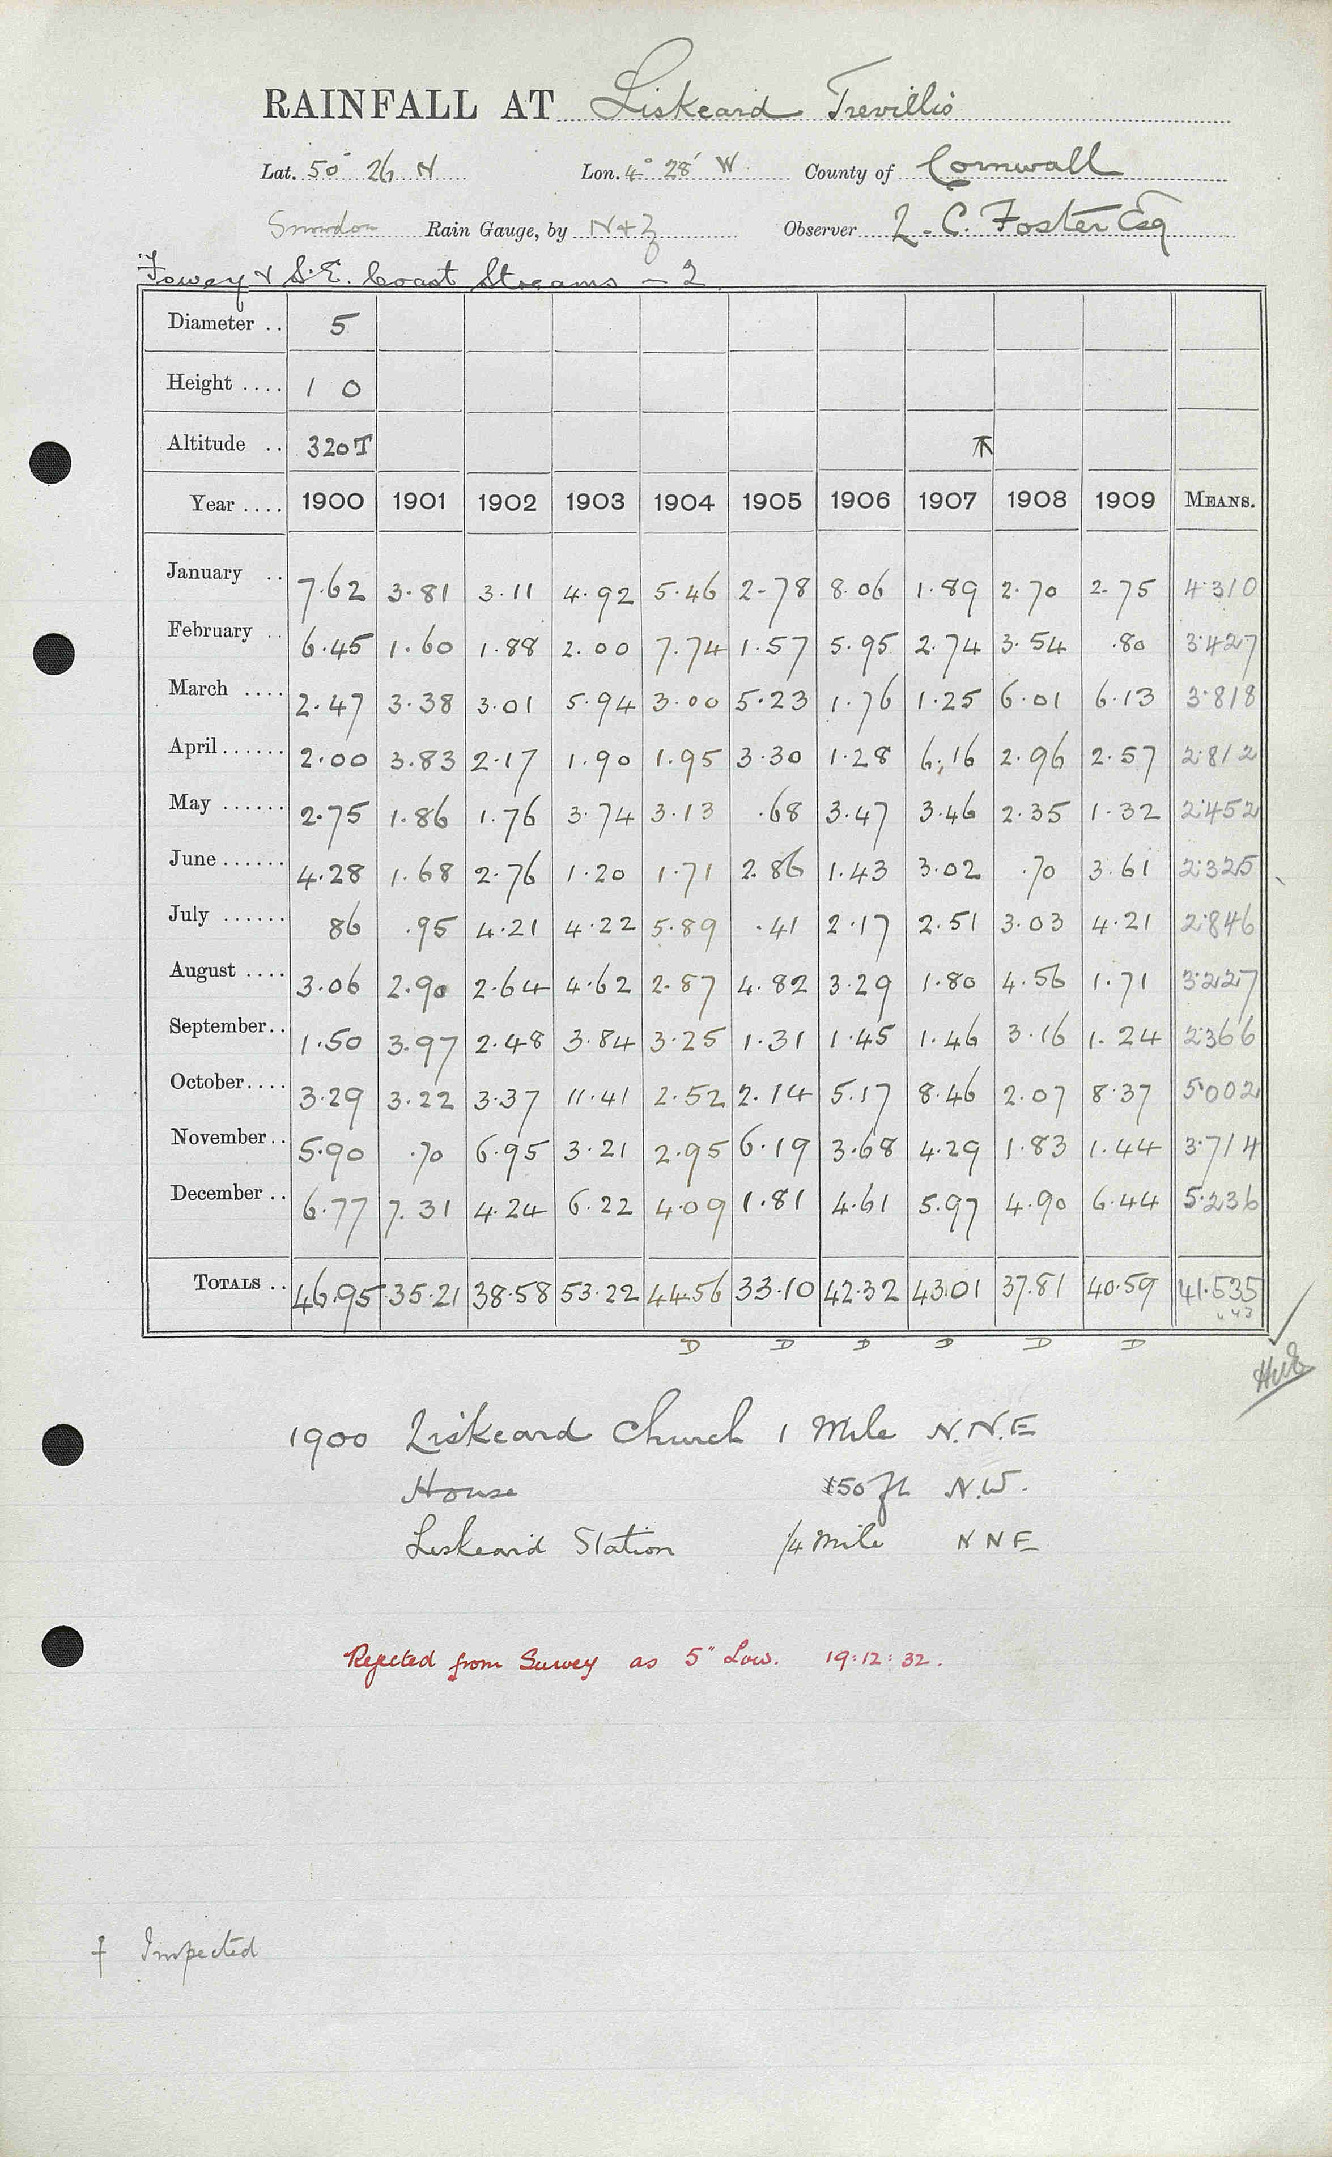 RAINFALL AT Liskeard Trevillis
Lat. 50° 26 N Lon. 4° 28' W. County of Cornwall
Snowdon Rain Gauge, by N & Z Observer L. C. Foster Esq
Fowey & S.E. Coast Streams - 2
Diameter .. 5
Height .... 1 0
Altitude .. 320T
Year .... 1900 1901 1902 1903 1904 1905 1906 1907 1908 1909 MEANS.
January .. 7.62 3.81 3.11 4.92 5.46 2.78 8.06 1.89 2.70 2.75 4.310
February .. 6.45 1.60 1.88 2.00 7.74 1.57 5.95 2.74 3.54 .80 3.427
March .... 2.47 3.38 3.01 5.94 3.00 5.23 1.76 1.25 6.01 6.13 3.818
April ...... 2.00 3.83 2.17 1.90 1.95 3.30 1.28 6.16 2.96 2.57 2.812
May ...... 2.75 1.86 1.76 3.74 3.13 .68 3.47 3.46 2.35 1.32 2.452
June ...... 4.28 1.68 2.76 1.20 1.71 2.86 1.43 3.02 .70 3.61 2.325
July ...... 86 .95 4.21 4.22 5.89 .41 2.17 2.51 3.03 4.21 2.846
August .... 3.06 2.90 2.64 4.62 2.87 4.82 3.29 1.80 4.56 1.71 3.227
September.. 1.50 3.97 2.48 3.84 3.25 1.31 1.45 1.46 3.16 1.24 2.366
October.... 3.29 3.22 3.37 11.41 2.52 2.14 5.17 8.46 2.07 8.37 5.002
November.. 5.90 .70 6.95 3.21 2.95 6.19 3.68 4.29 1.83 1.44 3.714
December .. 6.77 7.31 4.24 6.22 4.09 1.81 4.61 5.97 4.90 6.44 5.236
TOTALS .. 46.95 35.21 38.58 53.22 44.56 33.10 42.32 43.01 37.81 40.59 41.535
D D D D D D
1900 Liskeard Church 1 Mile N.N.E
House 150 ft N.W.
Liskeard Station 1/4 mile N N E
Rejected from Survey as 5" Low. 19:12:32.
† Inspected